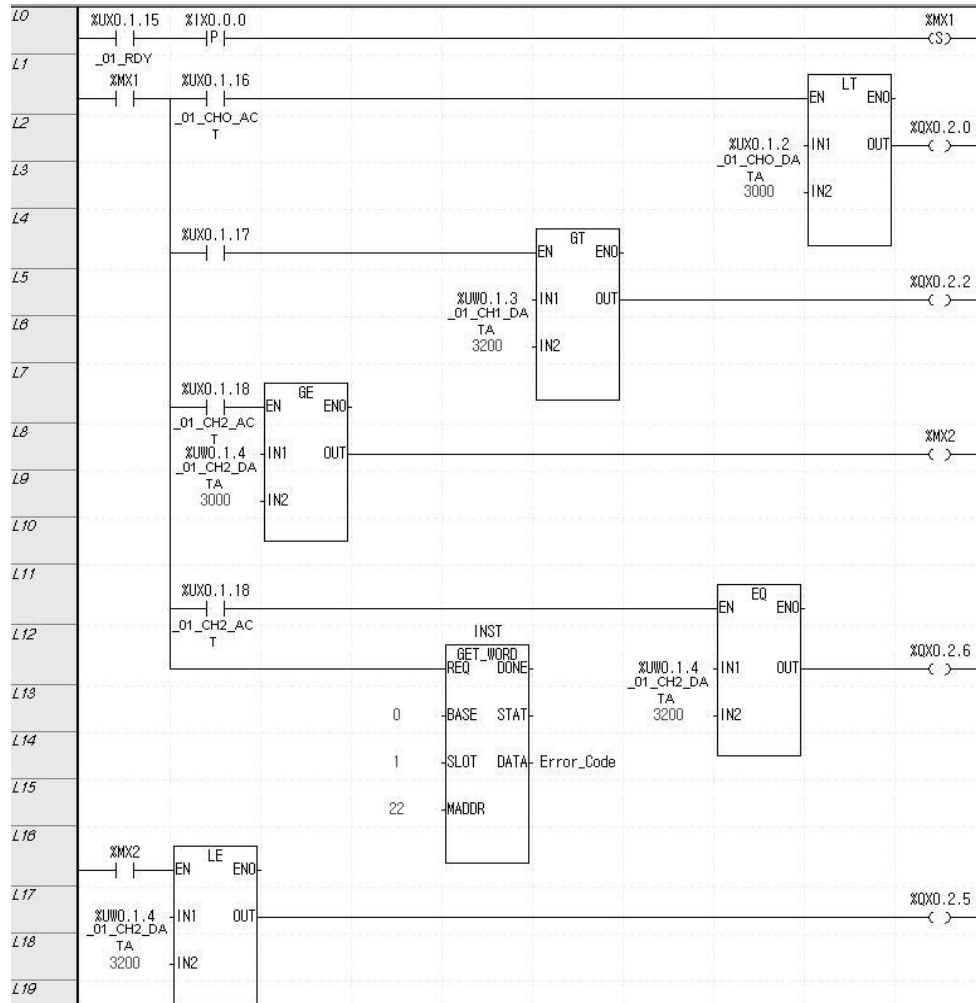 L0
%UX0.1.15 %IX0.0.0 %MX1
P (S)
_01_RDY
L1
%MX1 %UX0.1.16 LT
EN ENO
_01_CH0_AC
T
L2
%UX0.1.2 IN1 OUT %QX0.2.0
_01_CH0_DA
TA
L3
3000 IN2
L4
%UX0.1.17 GT
EN ENO
L5
%UW0.1.3 IN1 OUT %QX0.2.2
_01_CH1_DA
TA
L6
3200 IN2
L7
%UX0.1.18 GE
EN ENO
_01_CH2_AC
T
L8
%UW0.1.4 IN1 OUT %MX2
_01_CH2_DA
TA
L9
3000 IN2
L10
L11
%UX0.1.18 EQ
EN ENO
_01_CH2_AC
T
L12
INST
GET_WORD
REQ DONE
%UW0.1.4 IN1 OUT %QX0.2.6
_01_CH2_DA
TA
L13
0 BASE STAT
3200 IN2
L14
1 SLOT DATA Error_Code
L15
22 MADDR
L16
%MX2 LE
EN ENO
L17
%UW0.1.4 IN1 OUT %QX0.2.5
_01_CH2_DA
TA
L18
3200 IN2
L19